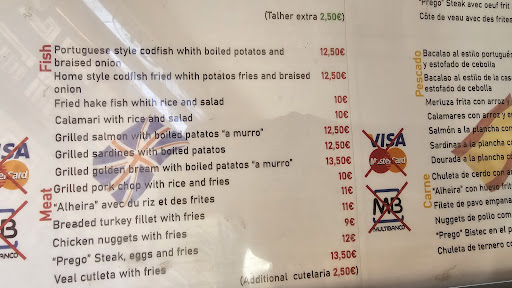 (Talher extra 2,50€)
Fish
Portuguese style codfish whith boiled patatos and 12,50€
braised onion
Home style codfish fried whith potatos fries and braised 12,50€
onion
Fried hake fish whith rice and salad 10€
Calamari with rice and salad 10€
Grilled salmon with boiled patatos "a murro" 12,50€
Grilled sardines with boiled patatos 12,50€
Grilled golden bream with boiled patatos "a murro" 13,50€
Meat
Grilled pork chop with rice and fries 10€
"Alheira" avec du riz et des frites 11€
Breaded turkey fillet with fries 11€
Chicken nuggets with fries 9€
"Prego" Steak, eggs and fries 12€
Veal cutleta with fries 13,50€
(Additional cutelaria 2,50€)
VISA
MasterCard
MB
MULTIBANCO
"Prego" Steak avec oeuf frit
Côte de veau avec des frites
Pescado
Bacalao al estilo portugués
y estofado de cebolla
Bacalao al estilo de la casa
estofado de cebolla
Merluza frita con arroz y
Calamares con arroz y
Salmón a la plancha con
Sardina a la plancha con
Dourada a la plancha
Carne
Chuleta de cerdo con
"Alheira" con huevo frit
Filete de pavo empana
Nuggets de pollo com
"Prego" Bistec en el p
Chuleta de ternero co